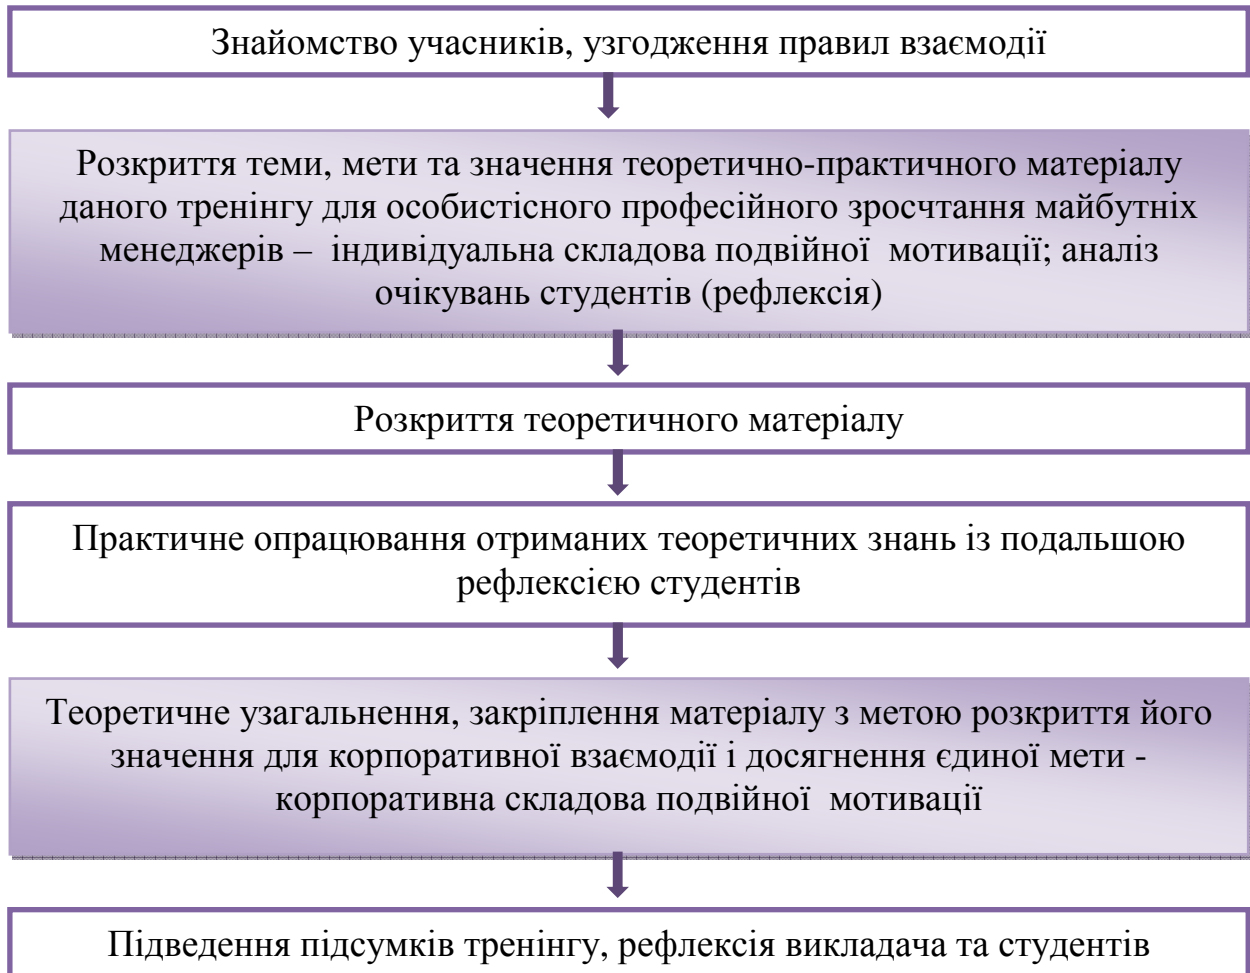 Знайомство учасників, узгодження правил взаємодії
Розкриття теми, мети та значення теоретично-практичного матеріалу
даного тренінгу для особистісного професійного зросчтання майбутніх
менеджерів – індивідуальна складова подвійної мотивації; аналіз
очікувань студентів (рефлексія)
Розкриття теоретичного матеріалу
Практичне опрацювання отриманих теоретичних знань із подальшою
рефлексією студентів
Теоретичне узагальнення, закріплення матеріалу з метою розкриття його
значення для корпоративної взаємодії і досягнення єдиної мети -
корпоративна складова подвійної мотивації
Підведення підсумків тренінгу, рефлексія викладача та студентів